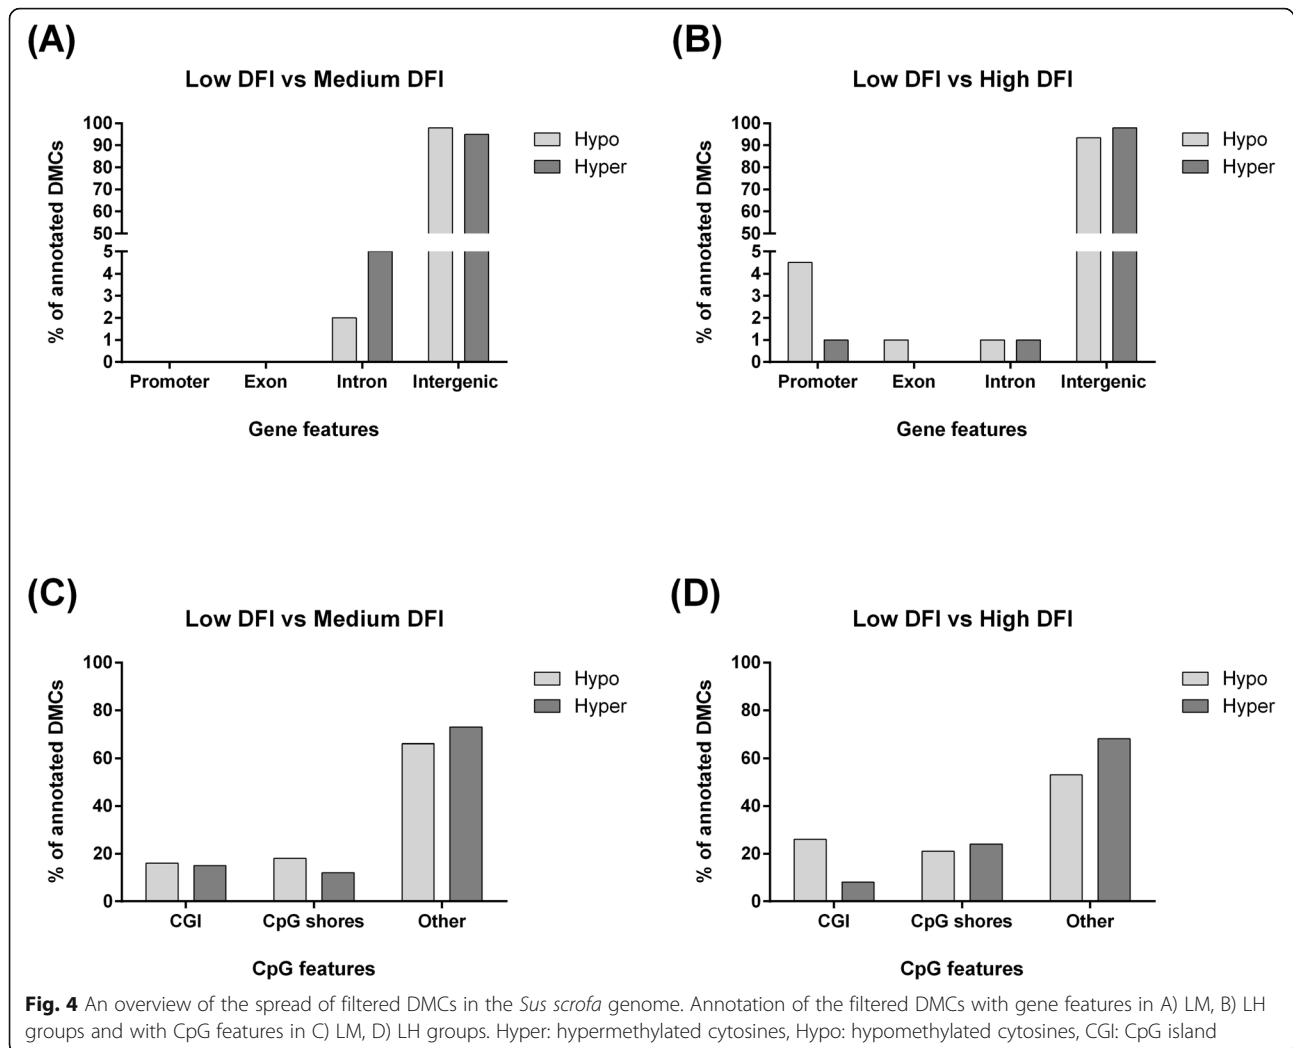 (A)
Low DFI vs Medium DFI
% of annotated DMCs
100
90
80
70
60
50
5
4
3
2
1
0
Hypo
Hyper
Promoter Exon Intron Intergenic
Gene features
(B)
Low DFI vs High DFI
% of annotated DMCs
100
90
80
70
60
50
5
4
3
2
1
0
Hypo
Hyper
Promoter Exon Intron Intergenic
Gene features
(C)
Low DFI vs Medium DFI
% of annotated DMCs
100
80
60
40
20
0
Hypo
Hyper
CGI CpG shores Other
CpG features
(D)
Low DFI vs High DFI
% of annotated DMCs
100
80
60
40
20
0
Hypo
Hyper
CGI CpG shores Other
CpG features
Fig. 4 An overview of the spread of filtered DMCs in the Sus scrofa genome. Annotation of the filtered DMCs with gene features in A) LM, B) LH
groups and with CpG features in C) LM, D) LH groups. Hyper: hypermethylated cytosines, Hypo: hypomethylated cytosines, CGI: CpG island